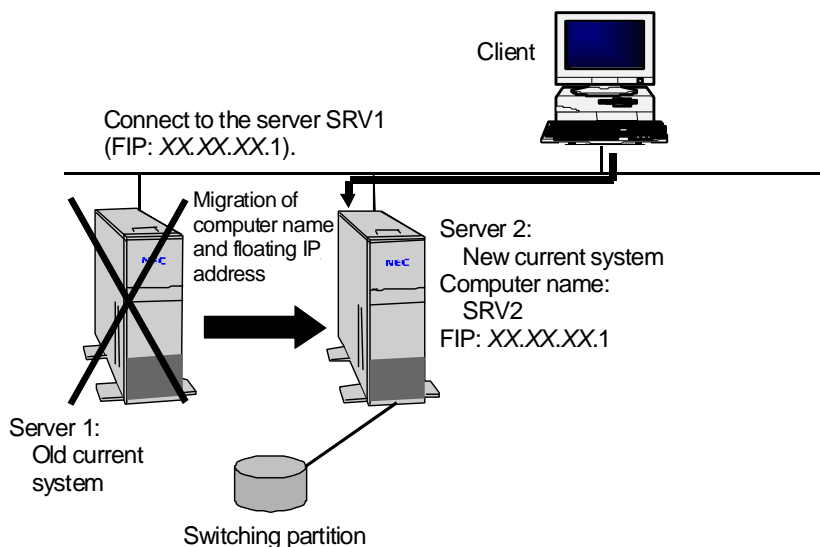 Client
Connect to the server SRV1
(FIP: XX.XX.XX.1).
Migration of
computer name
and floating IP
address
NEC
NEC
Server 2:
New current system
Computer name:
SRV2
FIP: XX.XX.XX.1
Server 1:
Old current
system
Switching partition